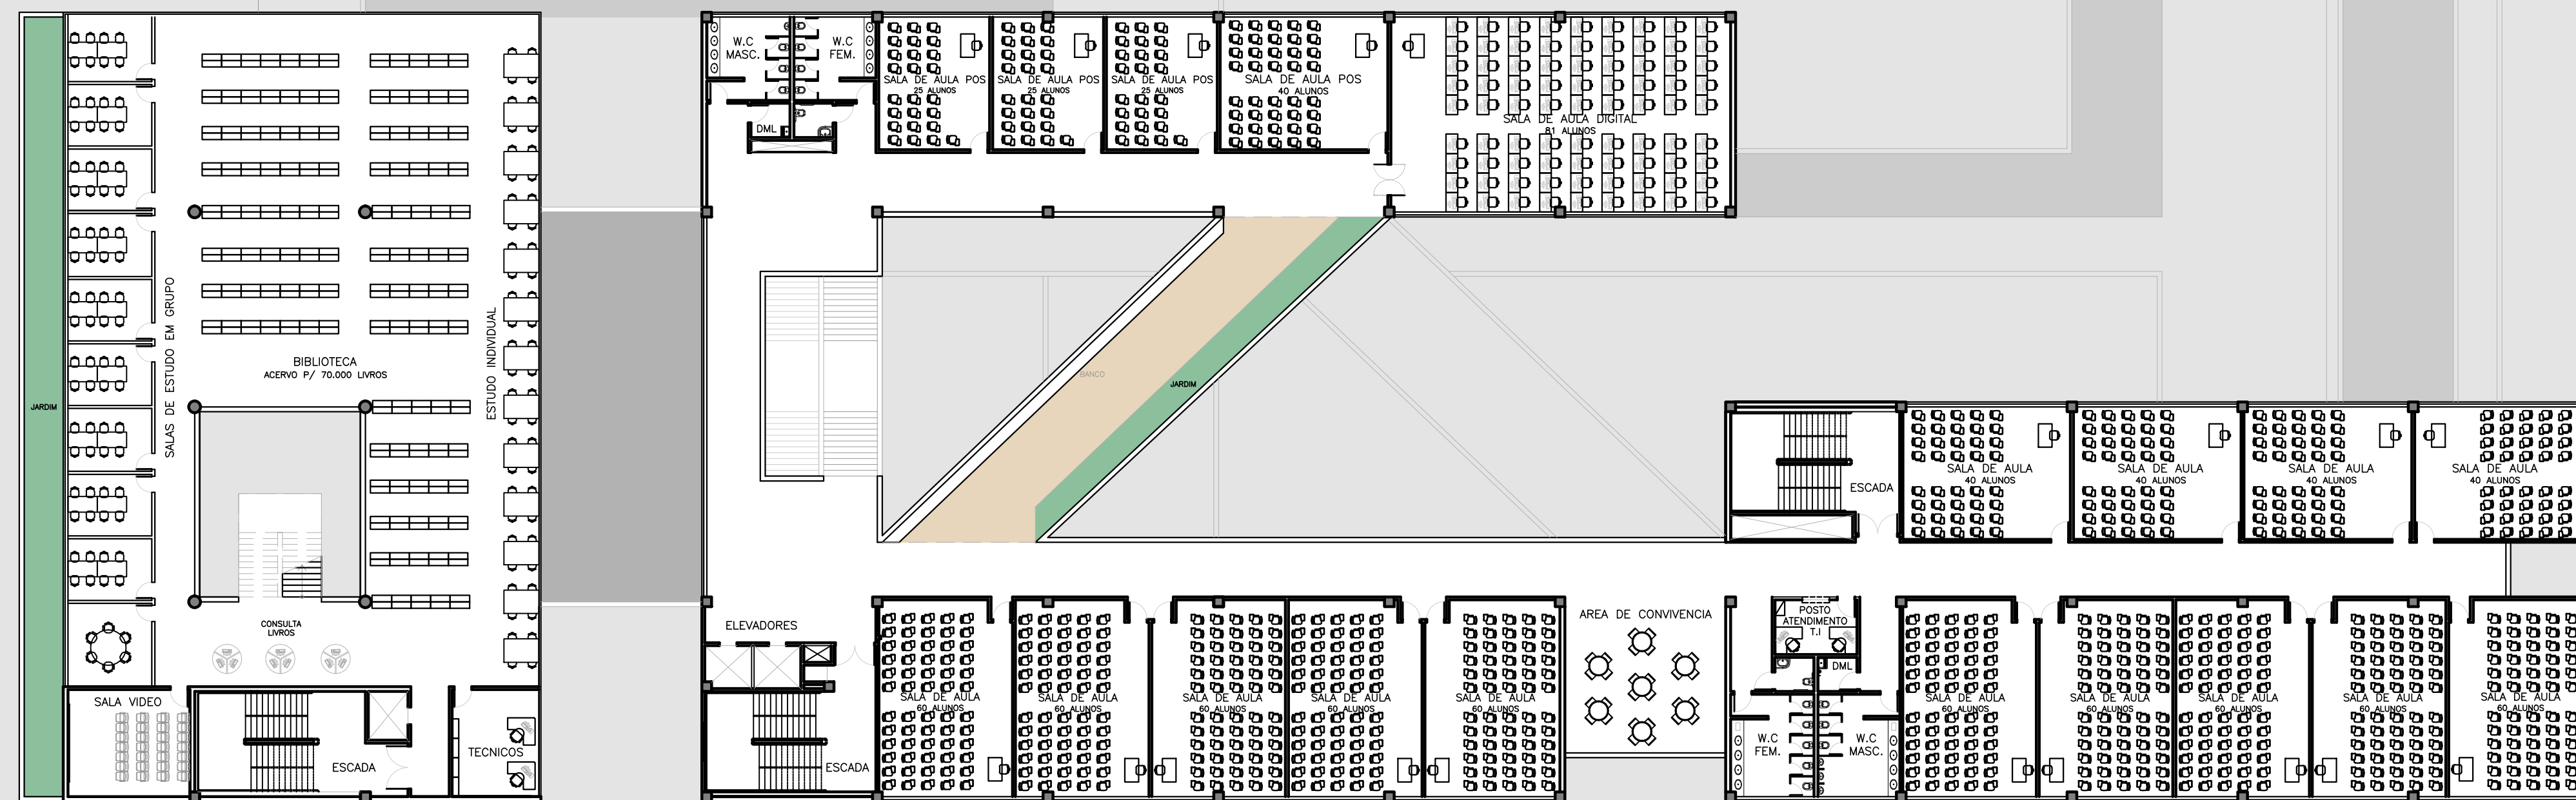 JARDIM
SALAS DE ESTUDO EM GRUPO
BIBLIOTECA
ACERVO P/ 70.000 LIVROS
ESTUDO INDIVIDUAL
CONSULTA
LIVROS
SALA VIDEO
ESCADA
TECNICOS
W.C
MASC.
W.C
FEM.
DML
SALA DE AULA POS
25 ALUNOS
SALA DE AULA POS
25 ALUNOS
SALA DE AULA POS
25 ALUNOS
SALA DE AULA POS
40 ALUNOS
SALA DE AULA DIGITAL
81 ALUNOS
BANCO
JARDIM
ELEVADORES
ESCADA
SALA DE AULA
60 ALUNOS
SALA DE AULA
60 ALUNOS
SALA DE AULA
60 ALUNOS
SALA DE AULA
60 ALUNOS
SALA DE AULA
60 ALUNOS
AREA DE CONVIVENCIA
ESCADA
SALA DE AULA
40 ALUNOS
SALA DE AULA
40 ALUNOS
SALA DE AULA
40 ALUNOS
SALA DE AULA
40 ALUNOS
POSTO
ATENDIMENTO
T.I
DML
W.C
FEM.
W.C
MASC.
SALA DE AULA
60 ALUNOS
SALA DE AULA
60 ALUNOS
SALA DE AULA
60 ALUNOS
SALA DE AULA
60 ALUNOS
SALA DE AULA
60 ALUNOS